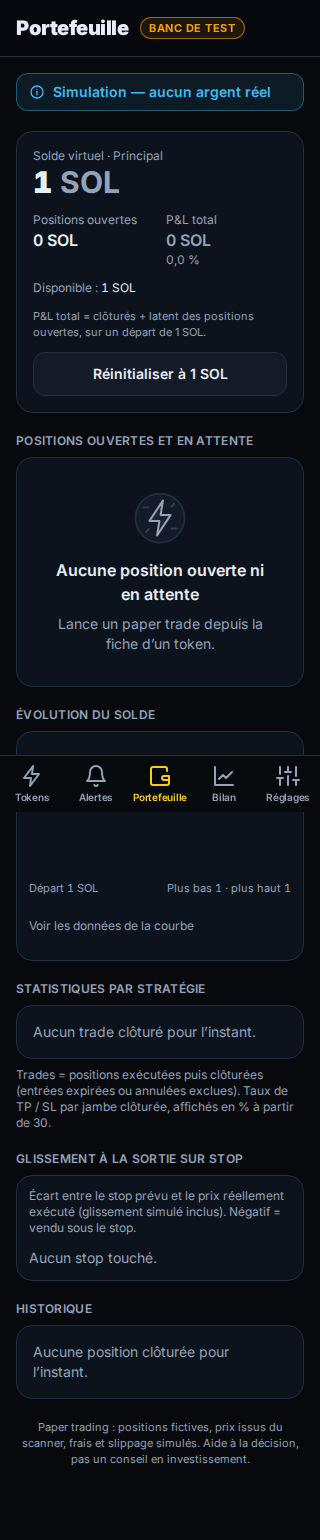 Portefeuille
BANC DE TEST
Simulation — aucun argent réel
Solde virtuel · Principal
1 SOL
Positions ouvertes
P&L total
0 SOL
0 SOL
0,0 %
Disponible : 1 SOL
P&L total = clôturés + latent des positions
ouvertes, sur un départ de 1 SOL.
Réinitialiser à 1 SOL
POSITIONS OUVERTES ET EN ATTENTE
Aucune position ouverte ni
en attente
Lance un paper trade depuis la
fiche d’un token.
ÉVOLUTION DU SOLDE
Tokens
Alertes
Portefeuille
Bilan
Réglages
Départ 1 SOL
Plus bas 1 · plus haut 1
Voir les données de la courbe
STATISTIQUES PAR STRATÉGIE
Aucun trade clôturé pour l’instant.
Trades = positions exécutées puis clôturées
(entrées expirées ou annulées exclues). Taux de
TP / SL par jambe clôturée, affichés en % à partir
de 30.
GLISSEMENT À LA SORTIE SUR STOP
Écart entre le stop prévu et le prix réellement
exécuté (glissement simulé inclus). Négatif =
vendu sous le stop.
Aucun stop touché.
HISTORIQUE
Aucune position clôturée pour
l’instant.
Paper trading : positions fictives, prix issus du
scanner, frais et slippage simulés. Aide à la décision,
pas un conseil en investissement.